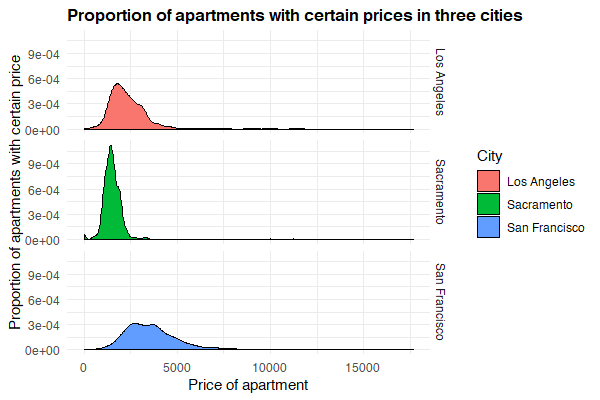 Proportion of apartments with certain prices in three cities
Proportion of apartments with certain price
9e-04
6e-04
3e-04
0e+00
Los Angeles
9e-04
6e-04
3e-04
0e+00
Sacramento
9e-04
6e-04
3e-04
0e+00
San Francisco
0 5000 10000 15000
Price of apartment
City
Los Angeles
Sacramento
San Francisco